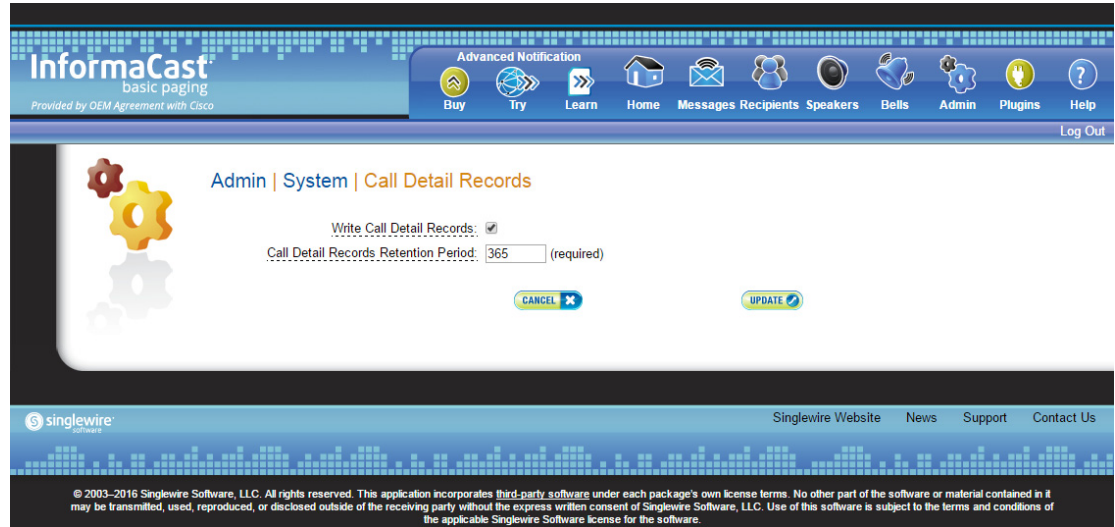 InformaCast
basic paging
Provided by OEM Agreement with Cisco
Advanced Notification
Buy Try Learn Home Messages Recipients Speakers Bells Admin Plugins Help
Log Out
Admin | System | Call Detail Records
Write Call Detail Records:
Call Detail Records Retention Period: 365 (required)
CANCEL UPDATE
singlewire
software
Singlewire Website News Support Contact Us
© 2003–2016 Singlewire Software, LLC. All rights reserved. This application incorporates third-party software under each package's own license terms. No other part of the software or material contained in it
may be transmitted, used, reproduced, or disclosed outside of the receiving party without the express written consent of Singlewire Software, LLC. Use of this software is subject to the terms and conditions of
the applicable Singlewire Software license for the software.